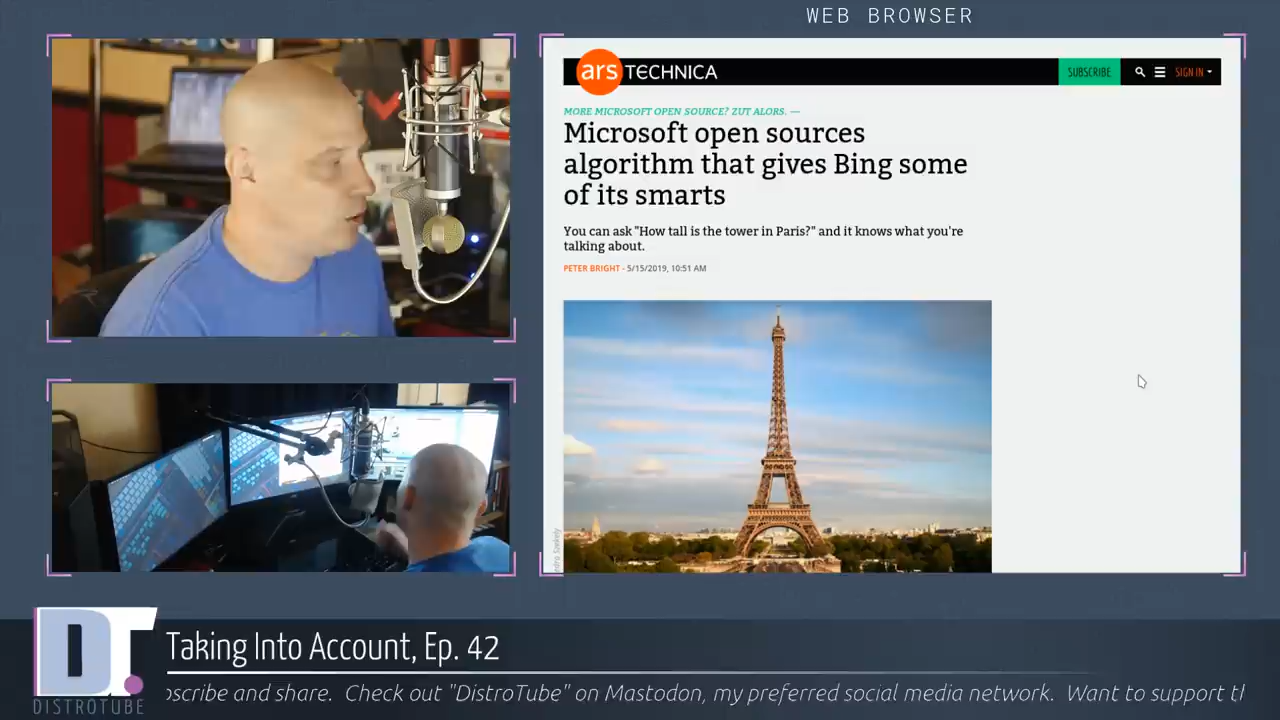 WEB BROWSER
ars TECHNICA
SUBSCRIBE
SIGN IN
MORE MICROSOFT OPEN SOURCE? ZUT ALORS. —
Microsoft open sources
algorithm that gives Bing some
of its smarts
You can ask "How tall is the tower in Paris?" and it knows what you're
talking about.
PETER BRIGHT - 5/15/2019, 10:51 AM
DT
DISTROTUBE
Taking Into Account, Ep. 42
bscribe and share. Check out "DistroTube" on Mastodon, my preferred social media network. Want to support th